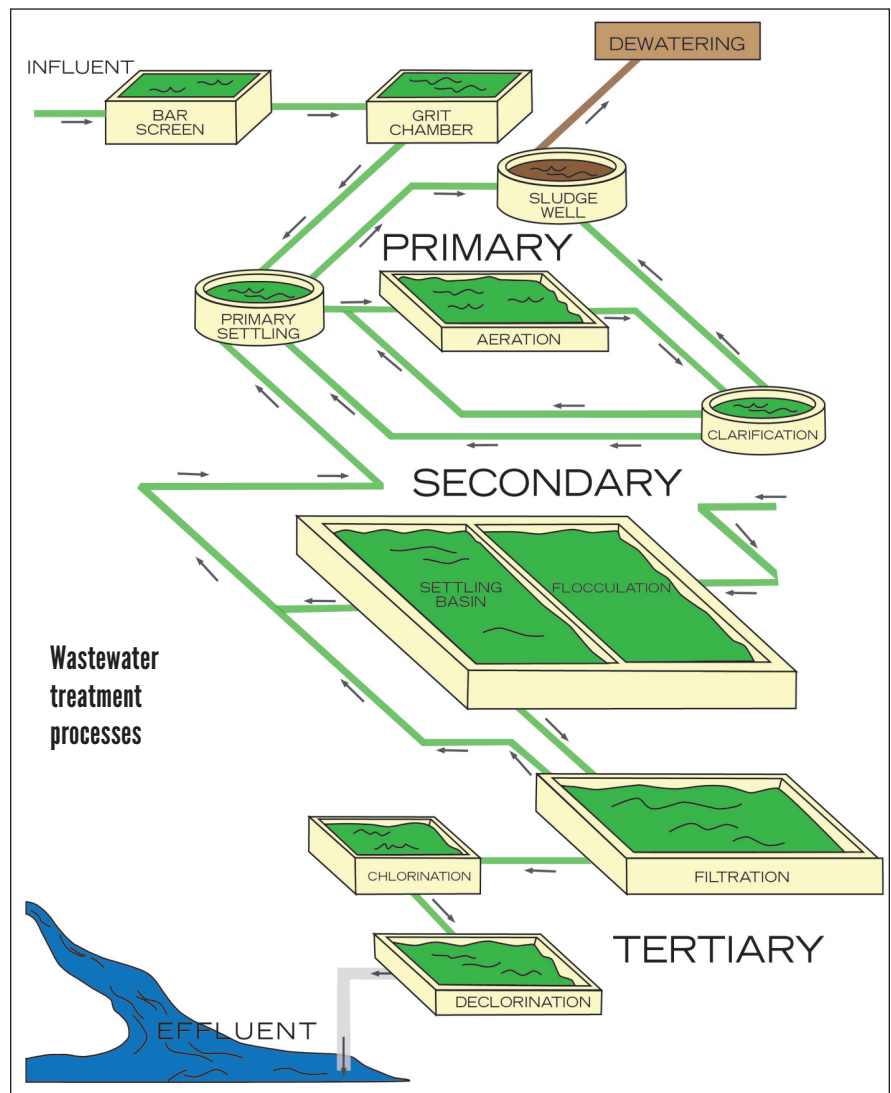 DEWATERING
INFLUENT
BAR
SCREEN
GRIT
CHAMBER
SLUDGE
WELL
PRIMARY
PRIMARY
SETTLING
AERATION
CLARIFICATION
SECONDARY
SETTLING
BASIN
FLOCCULATION
Wastewater
treatment
processes
CHLORINATION
FILTRATION
TERTIARY
DECLORINATION
EFFLUENT